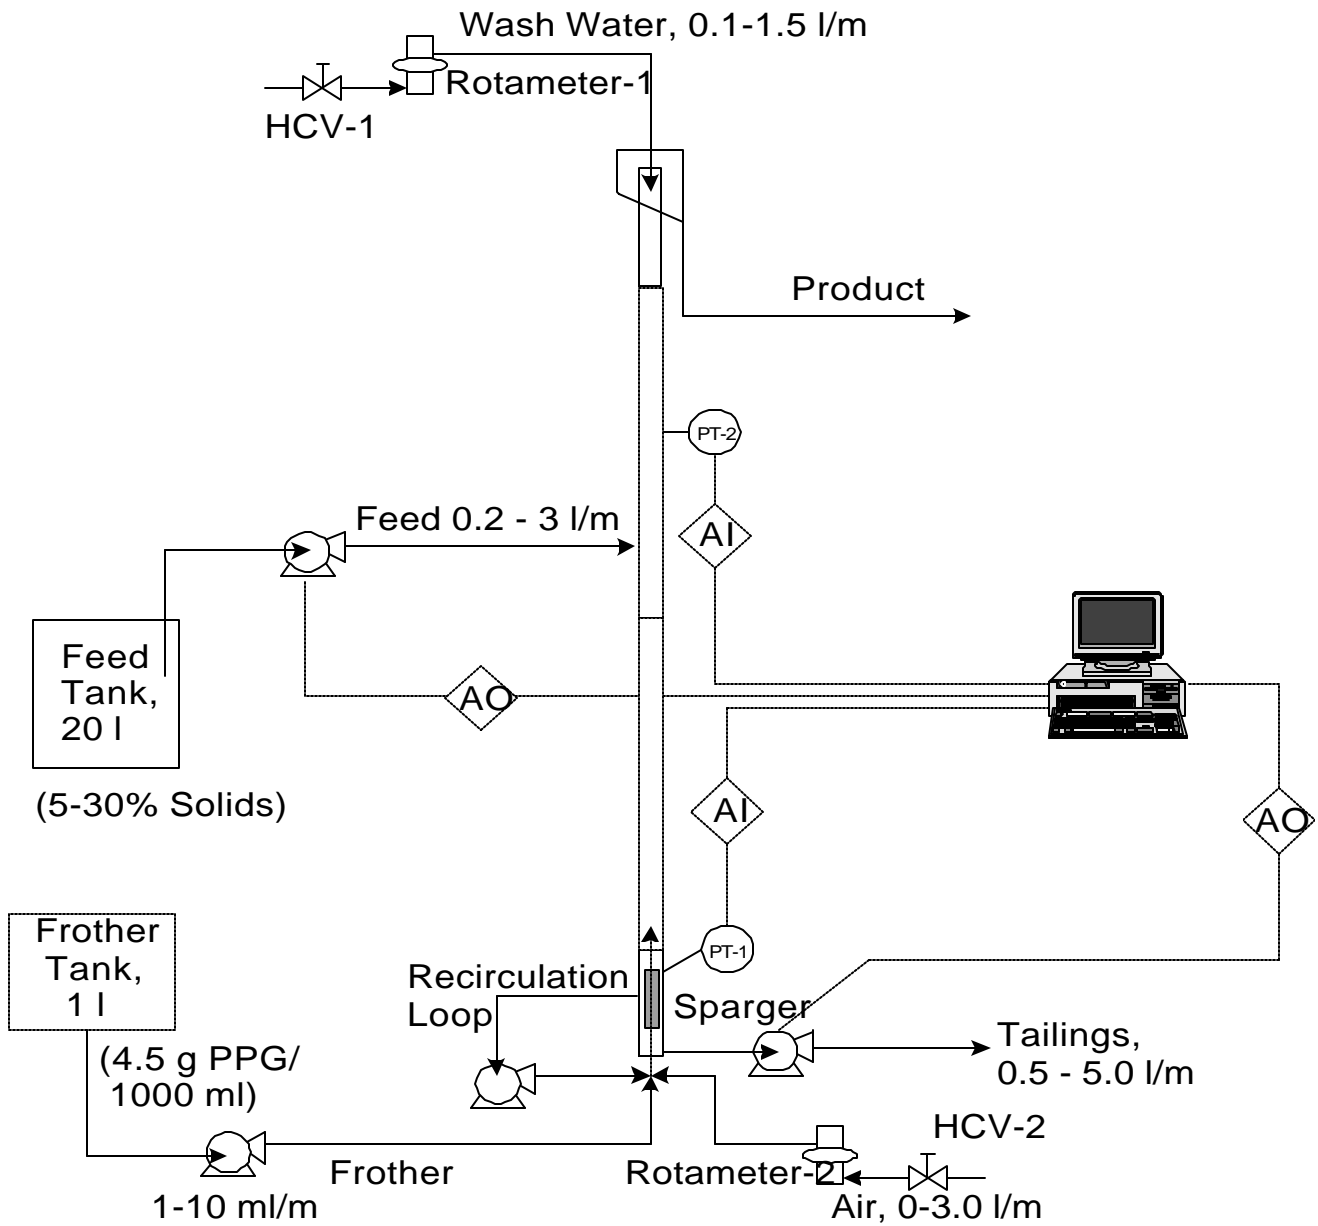 Wash Water, 0.1-1.5 l/m
Rotameter-1
HCV-1
Product
PT-2
Feed 0.2 - 3 l/m
AI
Feed
Tank,
20 l
AO
(5-30% Solids)
AI
AO
Frother
Tank,
1 l
PT-1
Recirculation
Loop
Sparger
(4.5 g PPG/
1000 ml)
Tailings,
0.5 - 5.0 l/m
HCV-2
Frother
Rotameter-2
1-10 ml/m
Air, 0-3.0 l/m